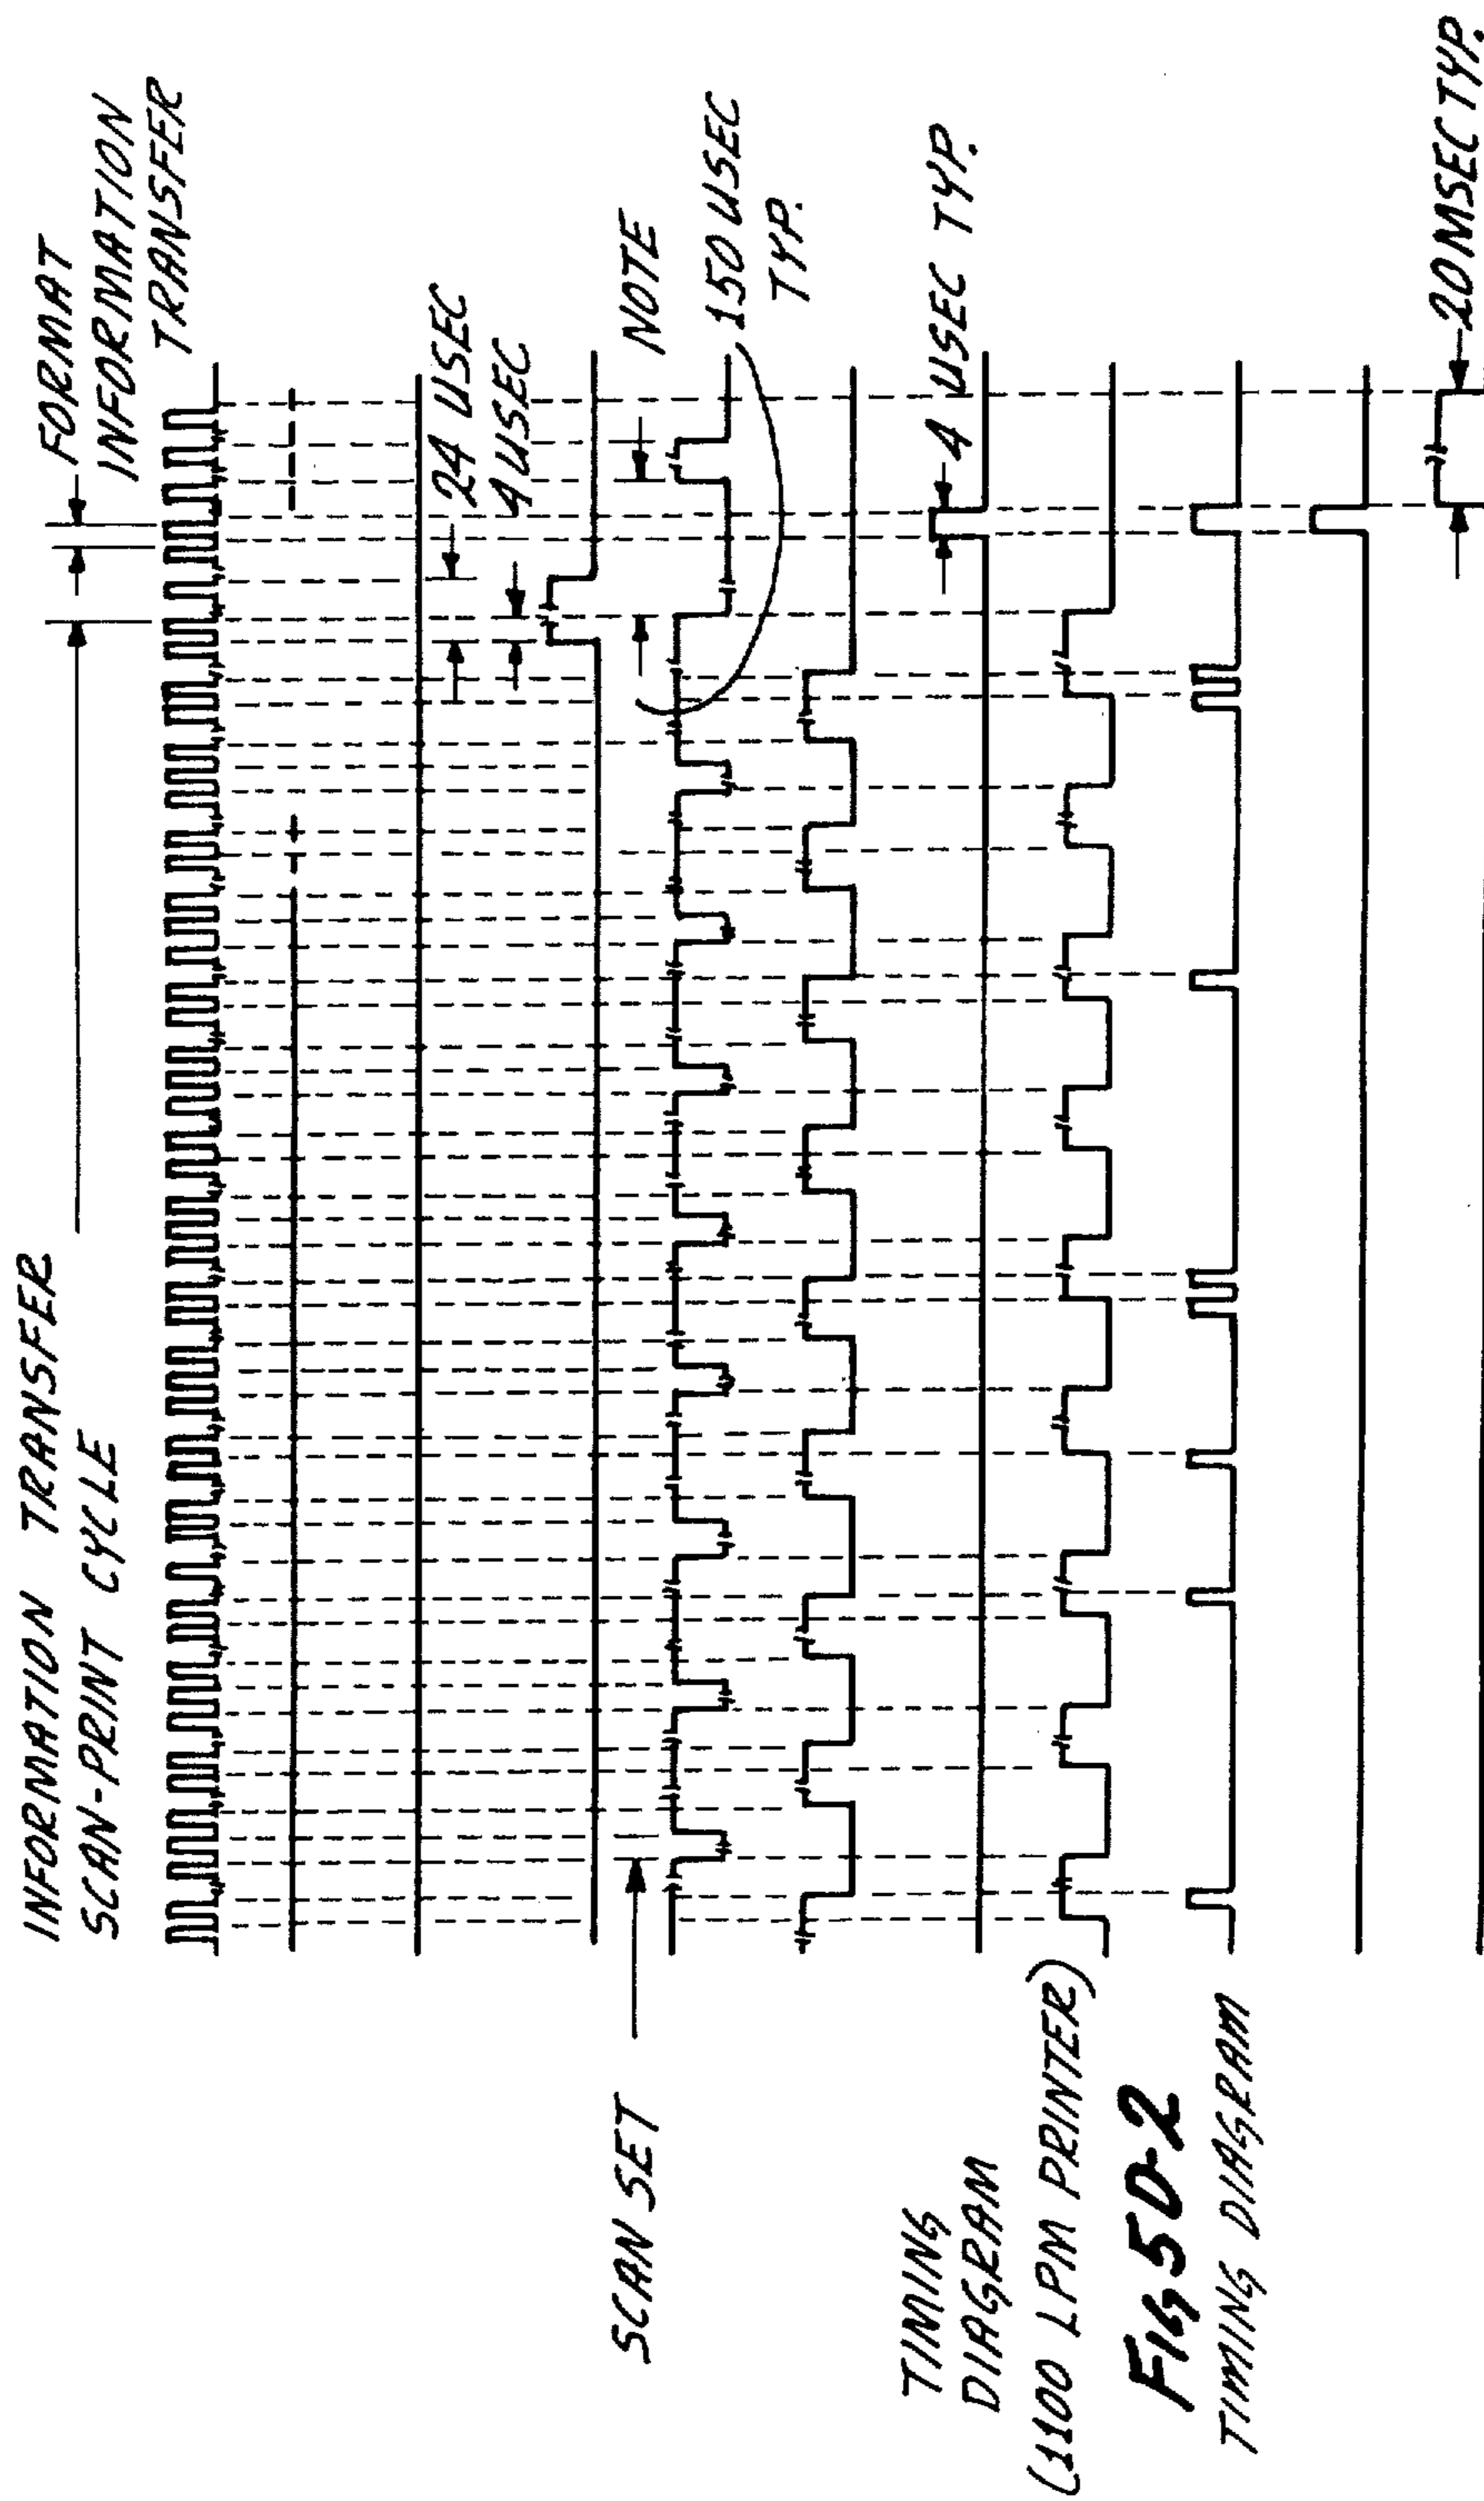 INFORMATION TRANSFER
SCAN-PRINT CYCLE
FORMAT
INFORMATION
TRANSFER
24 USEC
4 USEC
SCAN SET
NOTE
150 USEC
TYP.
4 USEC TYP.
TIMING
DIAGRAM
(1100 LPM PRINTER)
FIG 5D-2
TIMING DIAGRAM
20 MSEC TYP.